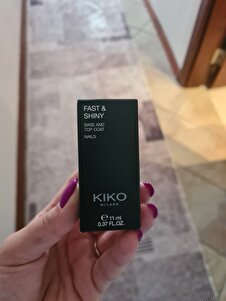 FAST &
SHINY
BASE AND
TOP COAT
NAILS
KIKO
MILANO
e 11 ml
0.37 FL.OZ.